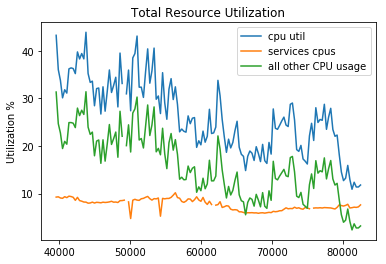 Total Resource Utilization
cpu util
services cpus
all other CPU usage
Utilization %
40
30
20
10
40000
50000
60000
70000
80000